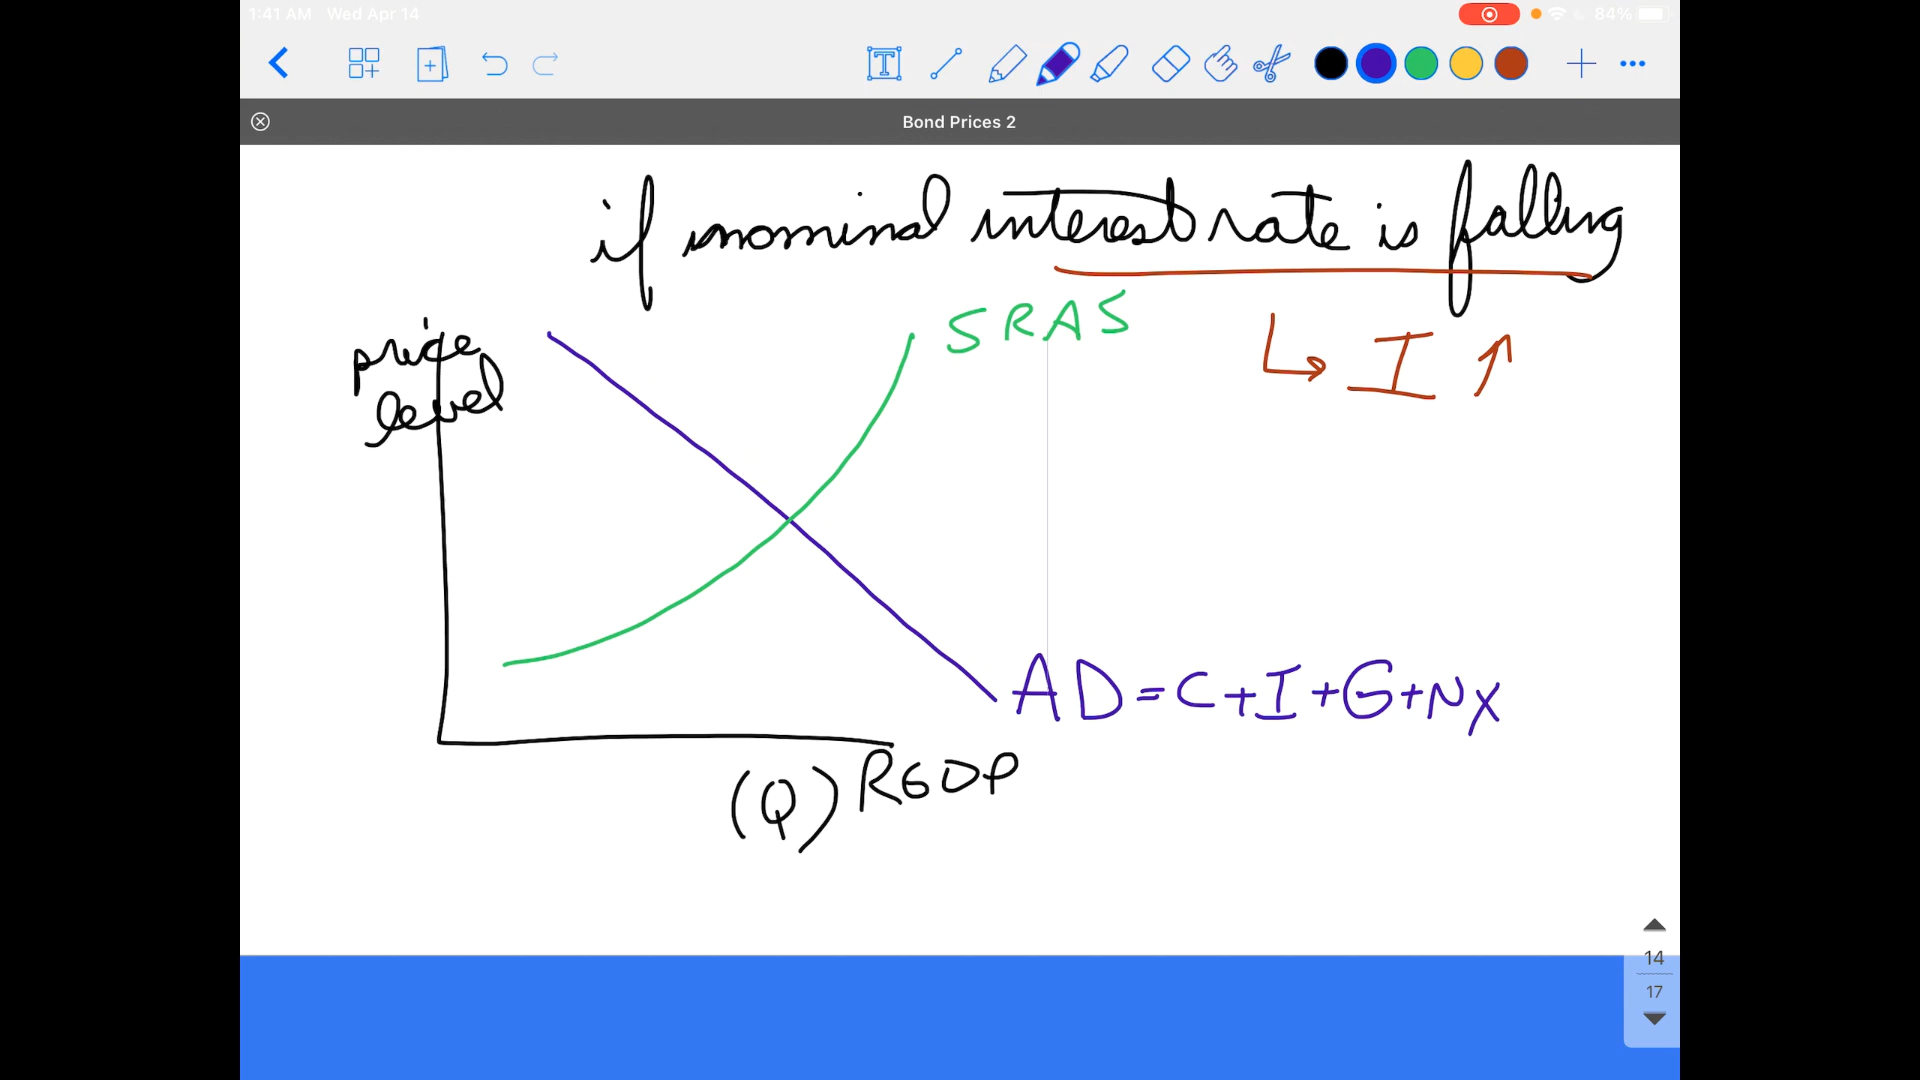 1:41 AM Wed Apr 14
84%
T
Bond Prices 2
if nominal interest rate is falling
SRAS
I ↑
price
level
AD = C + I + G + NX
(Q) RGDP
14
17